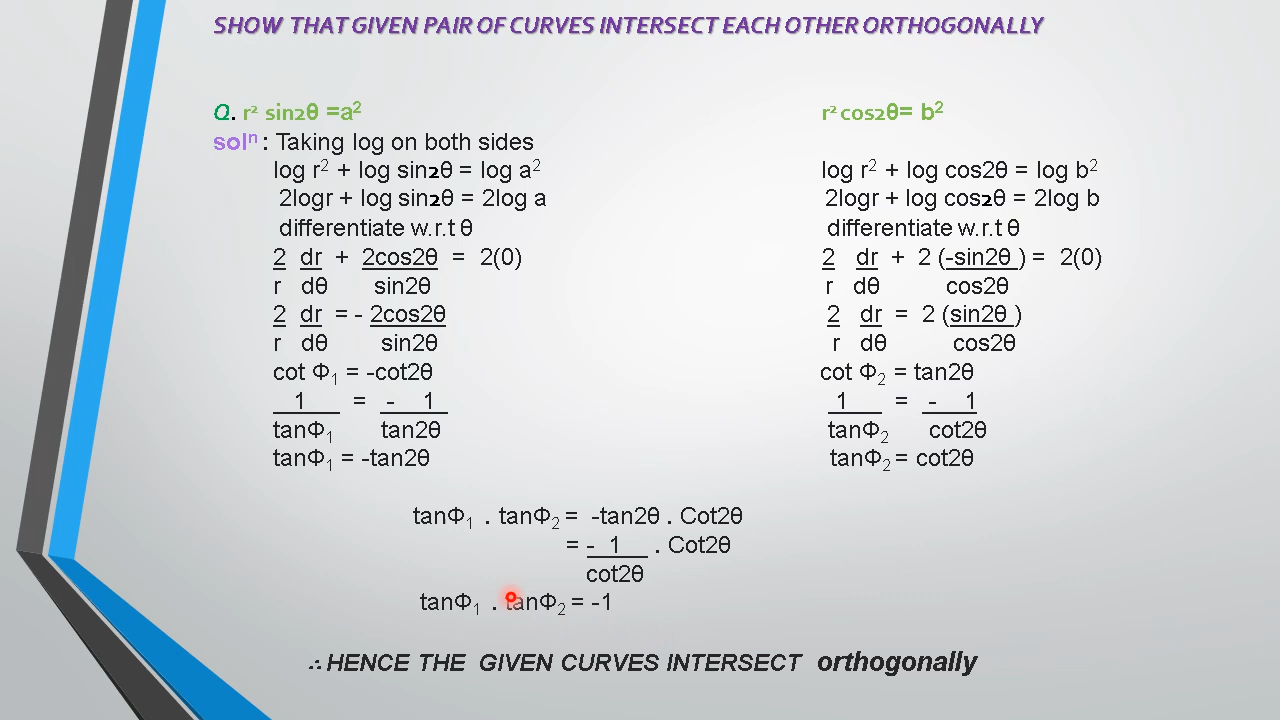 SHOW THAT GIVEN PAIR OF CURVES INTERSECT EACH OTHER ORTHOGONALLY
Q. r² sin2θ =a² r² cos2θ= b²
solⁿ : Taking log on both sides
log r² + log sin2θ = log a² log r² + log cos2θ = log b²
2logr + log sin2θ = 2log a 2logr + log cos2θ = 2log b
differentiate w.r.t θ differentiate w.r.t θ
2 dr + 2cos2θ = 2(0) 2 dr + 2 (-sin2θ ) = 2(0)
r dθ sin2θ r dθ cos2θ
2 dr = - 2cos2θ 2 dr = 2 (sin2θ )
r dθ sin2θ r dθ cos2θ
cot Φ₁ = -cot2θ cot Φ₂ = tan2θ
1 = - 1 1 = - 1
tanΦ₁ tan2θ tanΦ₂ cot2θ
tanΦ₁ = -tan2θ tanΦ₂ = cot2θ
tanΦ₁ . tanΦ₂ = -tan2θ . Cot2θ
= - 1 . Cot2θ
cot2θ
tanΦ₁ . tanΦ₂ = -1
∴ HENCE THE GIVEN CURVES INTERSECT orthogonally